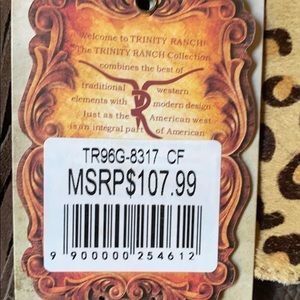 Welcome to TRINITY RANCH!
The TRINITY RANCH Collection
combines the best of
traditional western
elements with modern design.
Just as the American west
is an integral part of American
TR96G-8317 CF
MSRP$107.99
9 900000 254612